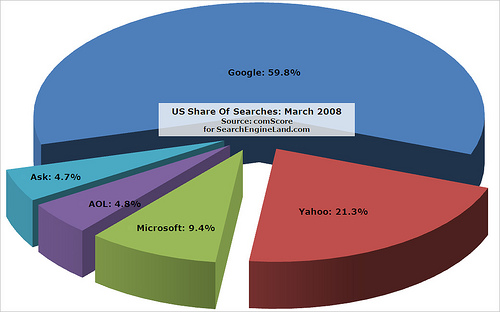 Google: 59.8%
US Share Of Searches: March 2008
Source: comScore
for SearchEngineLand.com
Ask: 4.7%
AOL: 4.8%
Yahoo: 21.3%
Microsoft: 9.4%